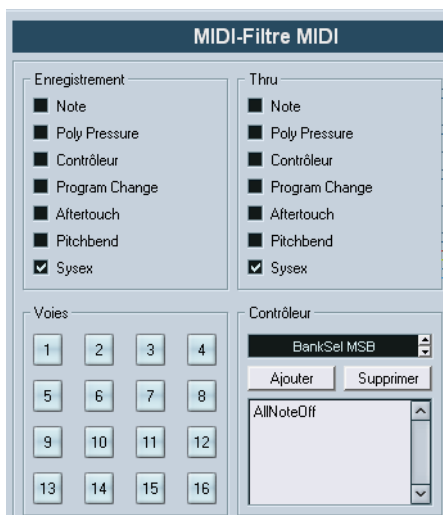 MIDI-Filtre MIDI
Enregistrement
Note
Poly Pressure
Contrôleur
Program Change
Aftertouch
Pitchbend
Sysex
Thru
Note
Poly Pressure
Contrôleur
Program Change
Aftertouch
Pitchbend
Sysex
Voies
1 2 3 4
5 6 7 8
9 10 11 12
13 14 15 16
Contrôleur
BankSel MSB
Ajouter Supprimer
AllNoteOff